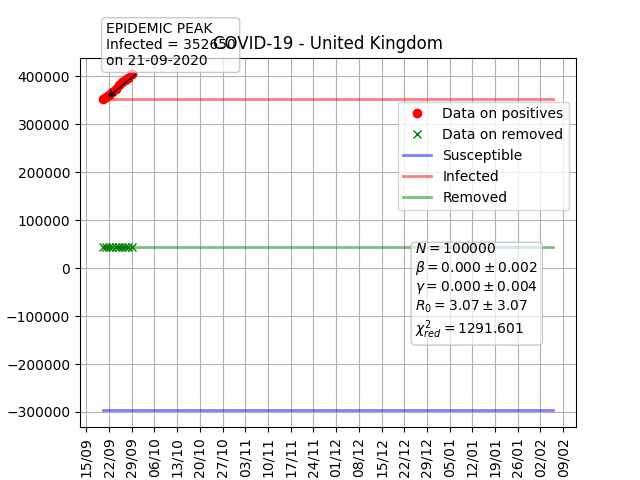 EPIDEMIC PEAK
Infected = 352650
on 21-09-2020
COVID-19 - United Kingdom
400000
300000
200000
100000
0
−100000
−200000
−300000
Data on positives
Data on removed
Susceptible
Infected
Removed
N = 100000
β = 0.000 ± 0.002
γ = 0.000 ± 0.004
R₀ = 3.07 ± 3.07
χ²red = 1291.601
15/09
22/09
29/09
06/10
13/10
20/10
27/10
03/11
10/11
17/11
24/11
01/12
08/12
15/12
22/12
29/12
05/01
12/01
19/01
26/01
02/02
09/02